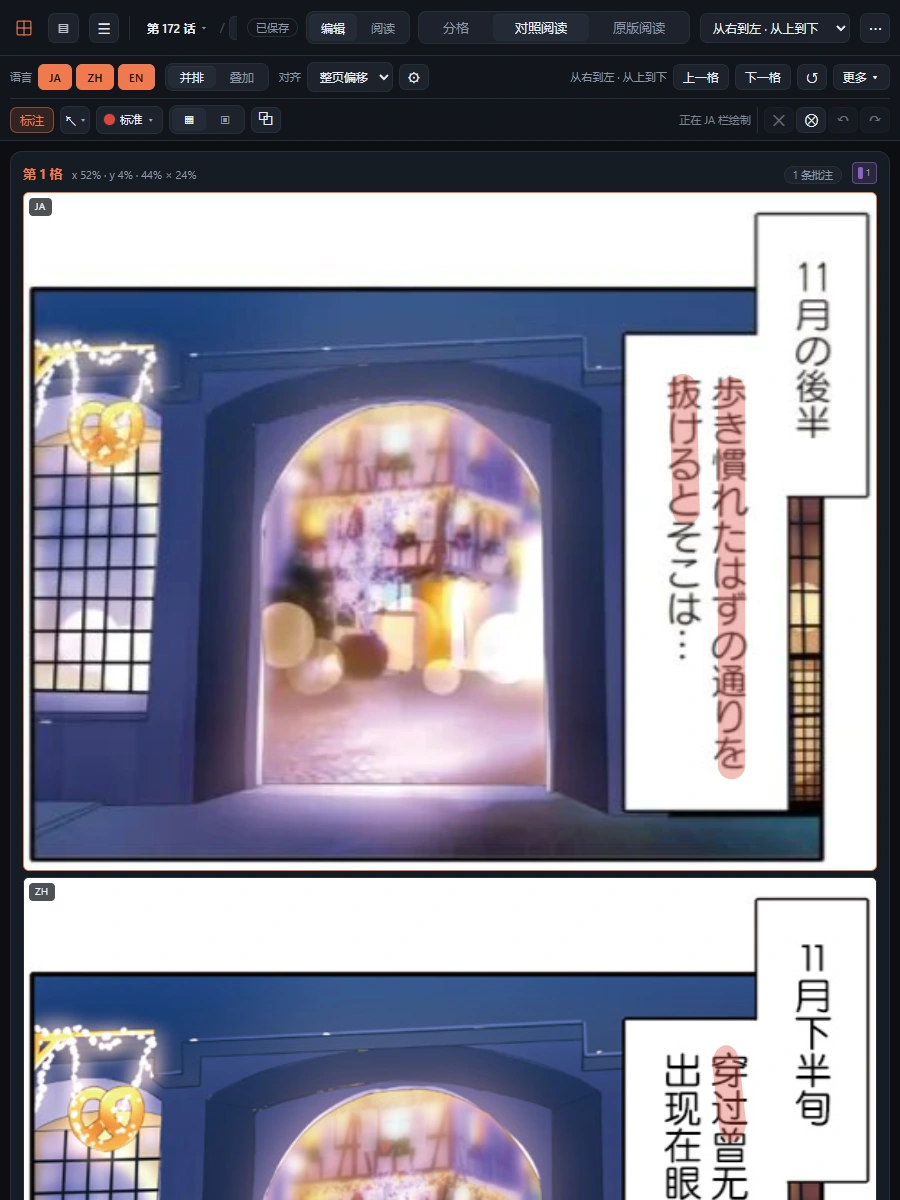 第 172 话
/
已保存
编辑
阅读
分格
对照阅读
原版阅读
从右到左 · 从上到下
语言
JA
ZH
EN
并排
叠加
对齐
整页偏移
从右到左 · 从上到下
上一格
下一格
更多
标注
标准
正在 JA 栏绘制
第 1 格
x 52% · y 4% · 44% × 24%
1 条批注
1
JA
11月の後半
歩き慣れたはずの通りを
抜けるとそこは…
ZH
11月下半旬
穿过曾无
出现在眼